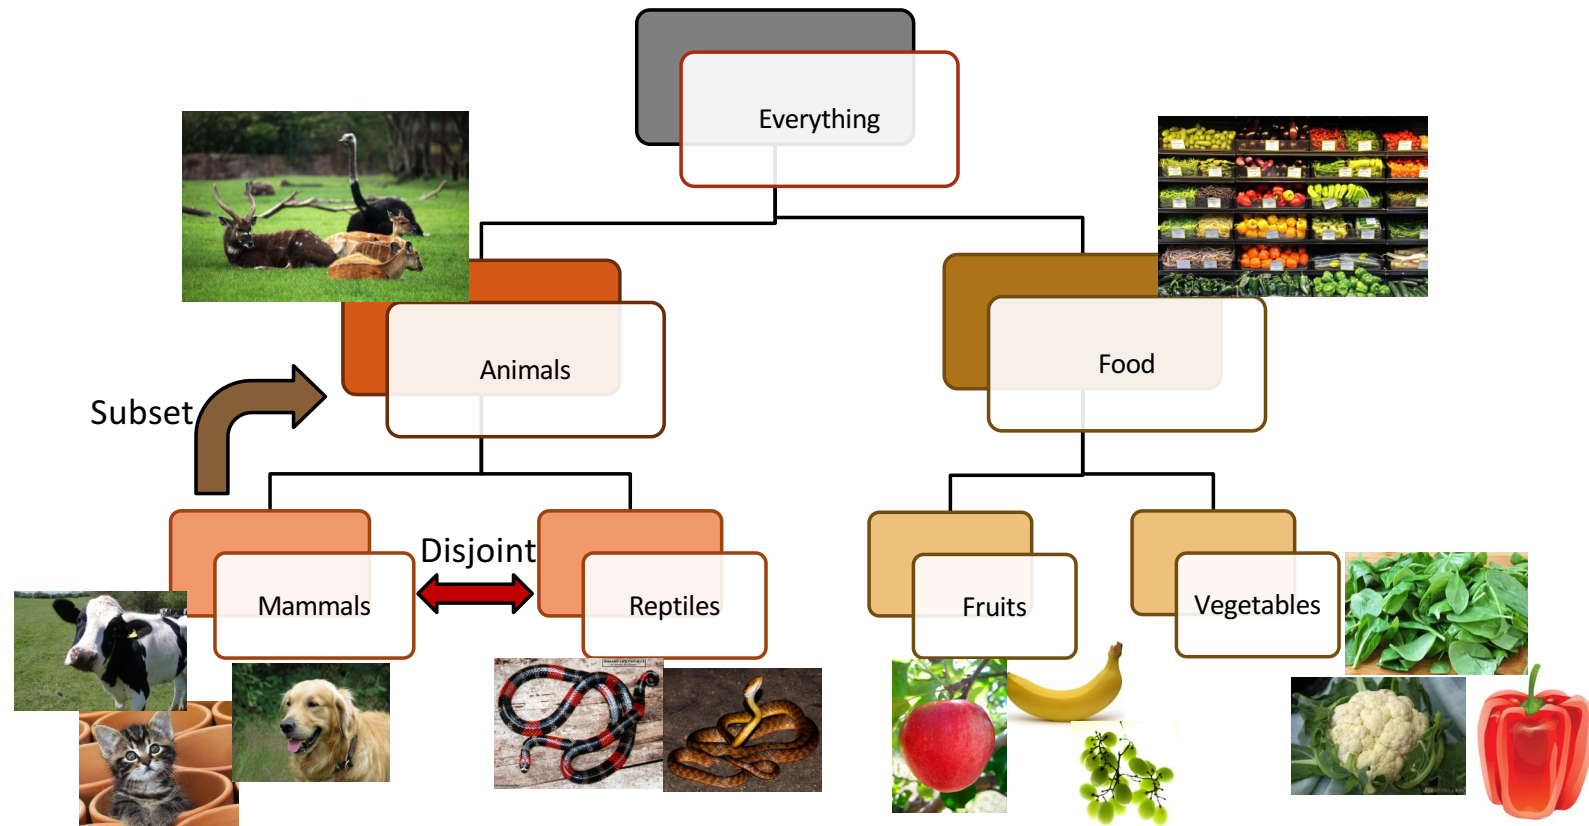 Everything
Animals
Food
Subset
Disjoint
Mammals
Reptiles
Fruits
Vegetables